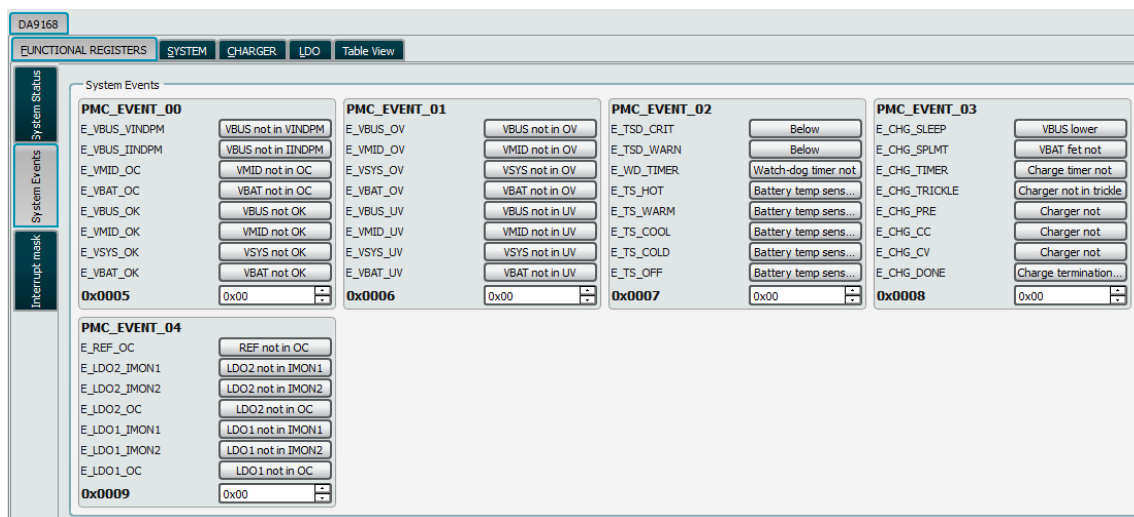 DA9168
FUNCTIONAL REGISTERS SYSTEM CHARGER LDO Table View
System Status
System Events
Interrupt mask
System Events
PMC_EVENT_00
E_VBUS_VINDPM VBUS not in VINDPM
E_VBUS_IINDPM VBUS not in IINDPM
E_VMID_OC VMID not in OC
E_VBAT_OC VBAT not in OC
E_VBUS_OK VBUS not OK
E_VMID_OK VMID not OK
E_VSYS_OK VSYS not OK
E_VBAT_OK VBAT not OK
0x0005 0x00
PMC_EVENT_01
E_VBUS_OV VBUS not in OV
E_VMID_OV VMID not in OV
E_VSYS_OV VSYS not in OV
E_VBAT_OV VBAT not in OV
E_VBUS_UV VBUS not in UV
E_VMID_UV VMID not in UV
E_VSYS_UV VSYS not in UV
E_VBAT_UV VBAT not in UV
0x0006 0x00
PMC_EVENT_02
E_TSD_CRIT Below
E_TSD_WARN Below
E_WD_TIMER Watch-dog timer not
E_TS_HOT Battery temp sens...
E_TS_WARM Battery temp sens...
E_TS_COOL Battery temp sens...
E_TS_COLD Battery temp sens...
E_TS_OFF Battery temp sens...
0x0007 0x00
PMC_EVENT_03
E_CHG_SLEEP VBUS lower
E_CHG_SPLMT VBAT fet not
E_CHG_TIMER Charge timer not
E_CHG_TRICKLE Charger not in trickle
E_CHG_PRE Charger not
E_CHG_CC Charger not
E_CHG_CV Charger not
E_CHG_DONE Charge termination...
0x0008 0x00
PMC_EVENT_04
E_REF_OC REF not in OC
E_LDO2_IMON1 LDO2 not in IMON1
E_LDO2_IMON2 LDO2 not in IMON2
E_LDO2_OC LDO2 not in OC
E_LDO1_IMON1 LDO1 not in IMON1
E_LDO1_IMON2 LDO1 not in IMON2
E_LDO1_OC LDO1 not in OC
0x0009 0x00